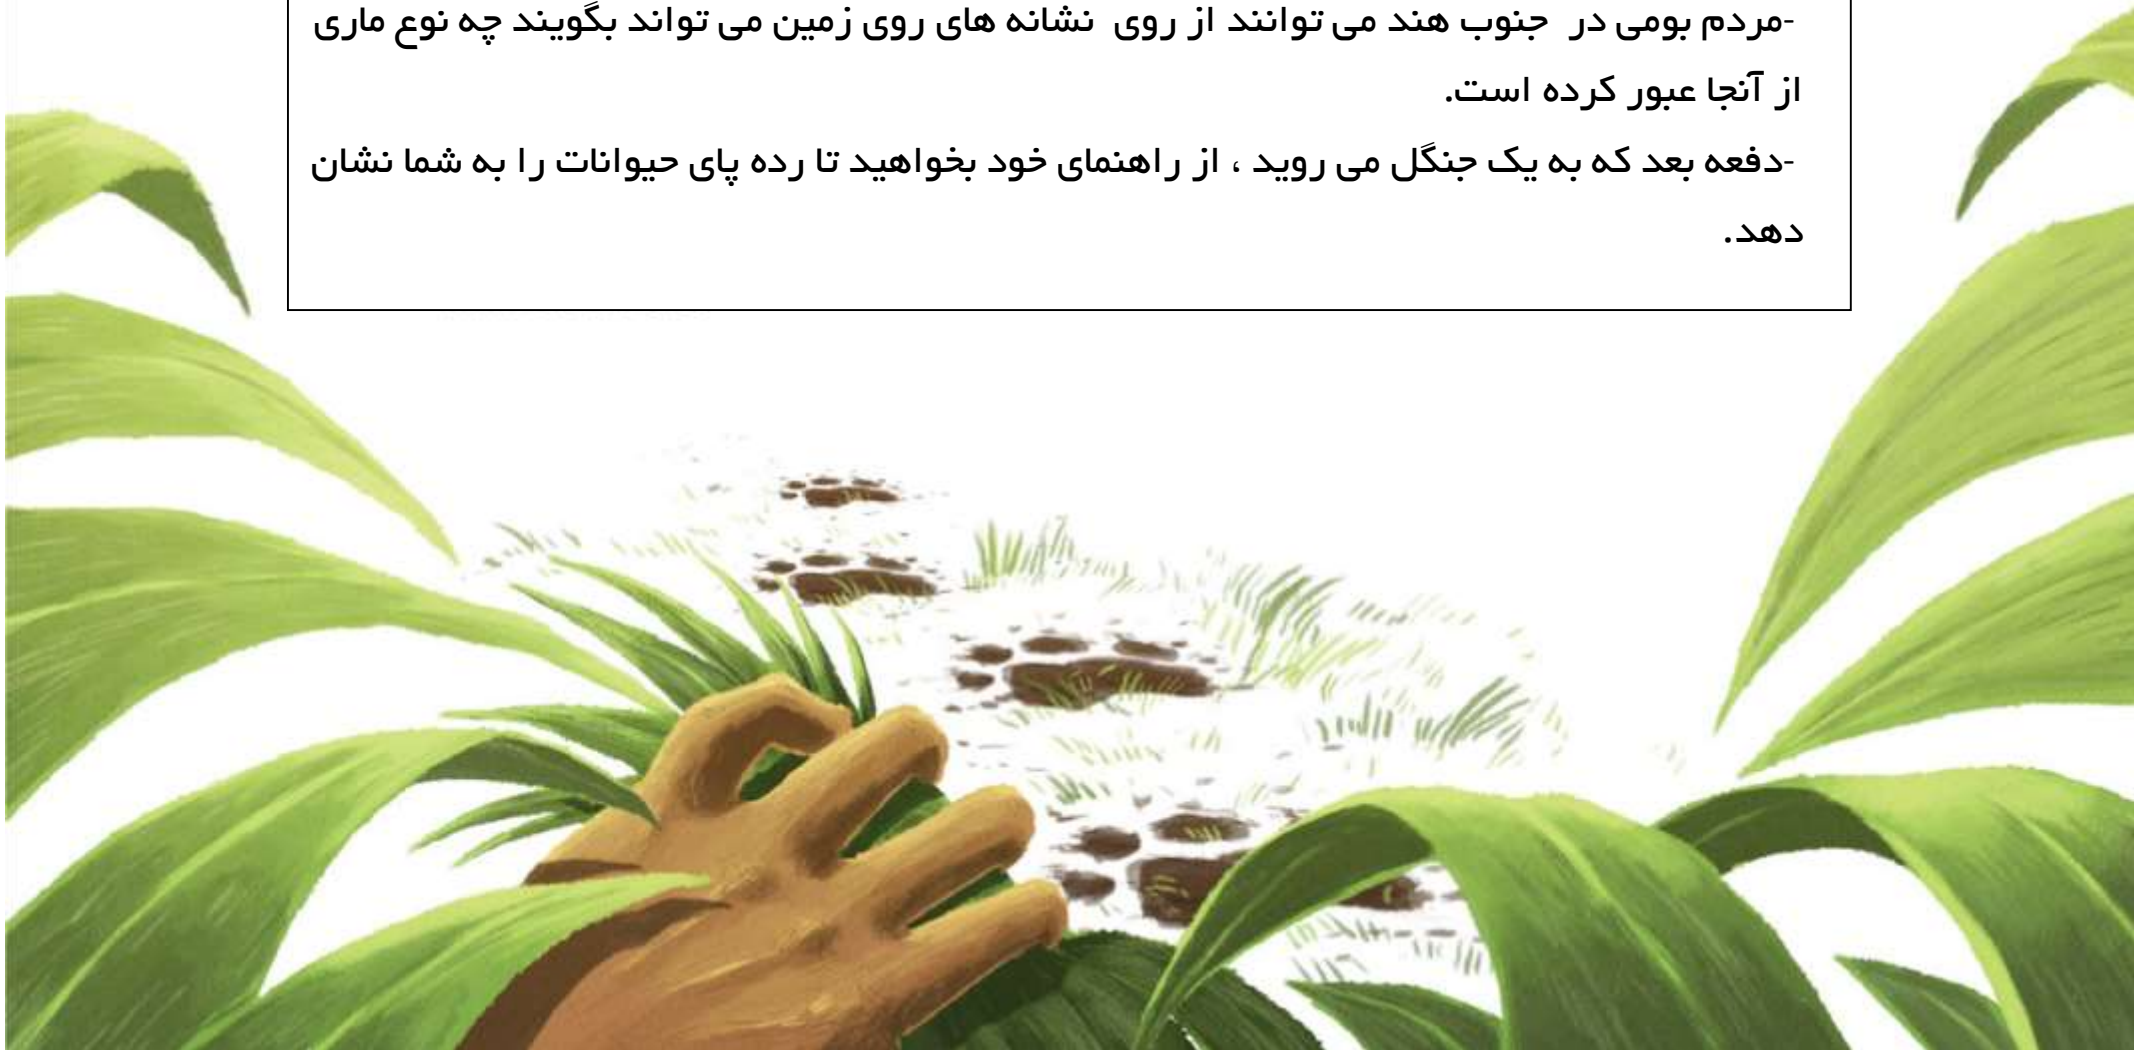 -مردم بومی در جنوب هند می توانند از روی نشانه های روی زمین می تواند بگویند چه نوع ماری
از آنجا عبور کرده است.
-دفعه بعد که به یک جنگل می روید ، از راهنمای خود بخواهید تا رده پای حیوانات را به شما نشان
دهد.